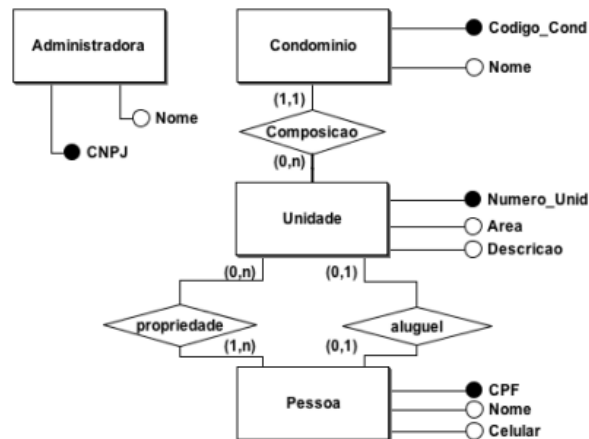 Administradora
Nome
CNPJ
Condominio
Codigo_Cond
Nome
(1,1)
Composicao
(0,n)
Unidade
Numero_Unid
Area
Descricao
(0,n)
(0,1)
propriedade
aluguel
(1,n)
(0,1)
Pessoa
CPF
Nome
Celular